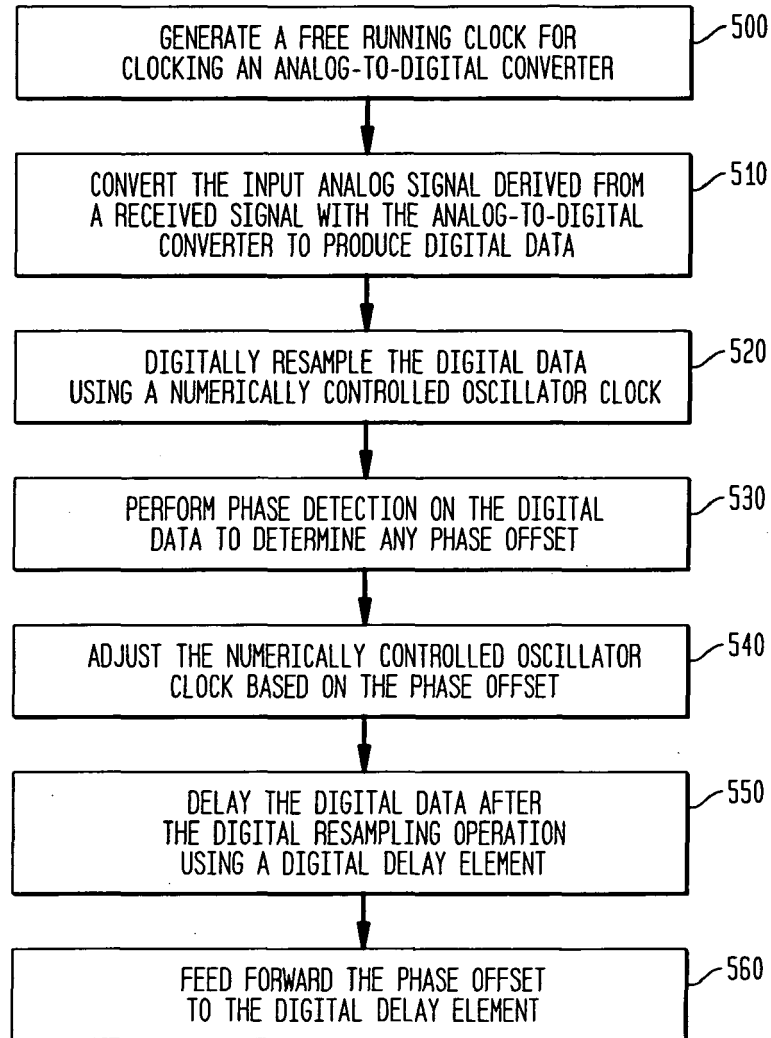 GENERATE A FREE RUNNING CLOCK FOR
CLOCKING AN ANALOG-TO-DIGITAL CONVERTER
500
CONVERT THE INPUT ANALOG SIGNAL DERIVED FROM
A RECEIVED SIGNAL WITH THE ANALOG-TO-DIGITAL
CONVERTER TO PRODUCE DIGITAL DATA
510
DIGITALLY RESAMPLE THE DIGITAL DATA
USING A NUMERICALLY CONTROLLED OSCILLATOR CLOCK
520
PERFORM PHASE DETECTION ON THE DIGITAL
DATA TO DETERMINE ANY PHASE OFFSET
530
ADJUST THE NUMERICALLY CONTROLLED OSCILLATOR
CLOCK BASED ON THE PHASE OFFSET
540
DELAY THE DIGITAL DATA AFTER
THE DIGITAL RESAMPLING OPERATION
USING A DIGITAL DELAY ELEMENT
550
FEED FORWARD THE PHASE OFFSET
TO THE DIGITAL DELAY ELEMENT
560